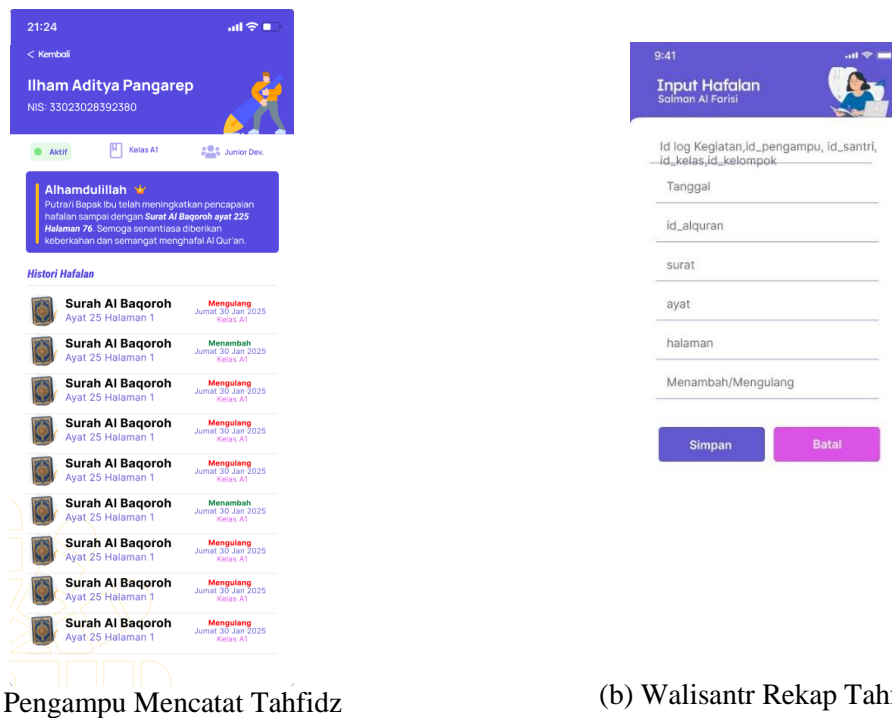 21:24
< Kembali
Ilham Aditya Pangarep
NIS: 33023028392380
Aktif
Kelas A1
Junior Dev.
Alhamdulillah
Putra/i Bapak Ibu telah meningkatkan pencapaian
hafalan sampai dengan Surat Al Baqoroh ayat 225
Halaman 76. Semoga senantiasa diberikan
keberkahan dan semangat menghafal Al Qur'an.
Histori Hafalan
Surah Al Baqoroh
Ayat 25 Halaman 1
Mengulang
Jumat 30 Jan 2025
Kelas A1
Surah Al Baqoroh
Ayat 25 Halaman 1
Menambah
Jumat 30 Jan 2025
Kelas A1
Surah Al Baqoroh
Ayat 25 Halaman 1
Mengulang
Jumat 30 Jan 2025
Kelas A1
Surah Al Baqoroh
Ayat 25 Halaman 1
Mengulang
Jumat 30 Jan 2025
Kelas A1
Surah Al Baqoroh
Ayat 25 Halaman 1
Mengulang
Jumat 30 Jan 2025
Kelas A1
Surah Al Baqoroh
Ayat 25 Halaman 1
Menambah
Jumat 30 Jan 2025
Kelas A1
Surah Al Baqoroh
Ayat 25 Halaman 1
Mengulang
Jumat 30 Jan 2025
Kelas A1
Surah Al Baqoroh
Ayat 25 Halaman 1
Mengulang
Jumat 30 Jan 2025
Kelas A1
Surah Al Baqoroh
Ayat 25 Halaman 1
Mengulang
Jumat 30 Jan 2025
Kelas A1
Pengampu Mencatat Tahfidz
9:41
Input Hafalan
Salman Al Farisi
Id log Kegiatan,id_pengampu, id_santri,
id_kelas,id_kelompok
Tanggal
id_alquran
surat
ayat
halaman
Menambah/Mengulang
Simpan
Batal
(b) Walisantr Rekap